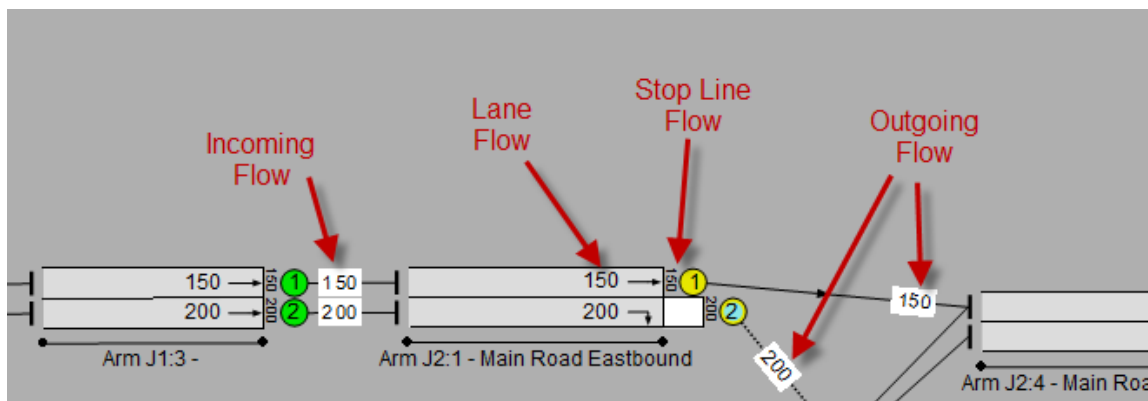 Incoming
Flow
Lane
Flow
Stop Line
Flow
Outgoing
Flow
150 150 1 150 150 150 1 150
200 200 2 200 200 200 2 200
Arm J1:3 -
Arm J2:1 - Main Road Eastbound
Arm J2:4 - Main Roa